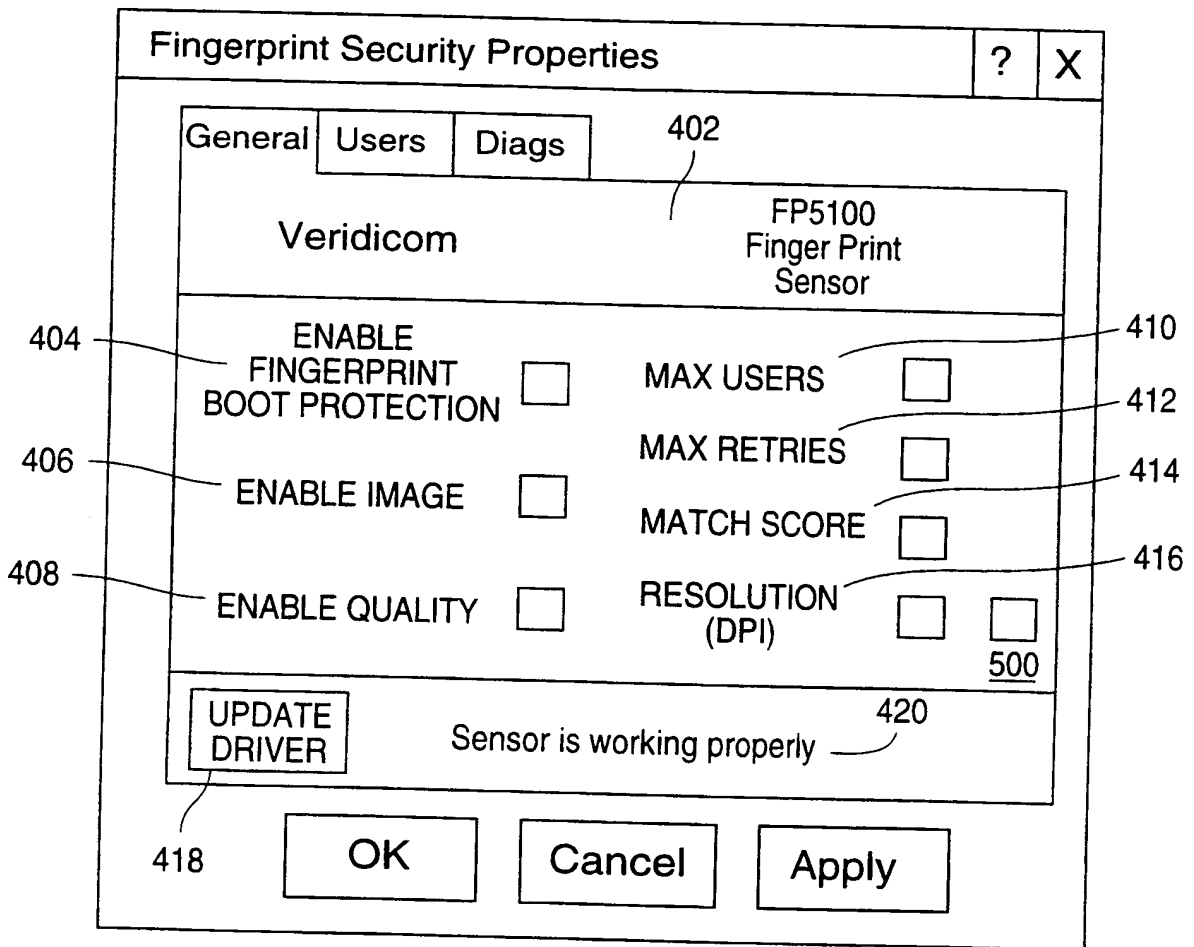 Fingerprint Security Properties ? X
General Users Diags
402
Veridicom
FP5100
Finger Print
Sensor
404
ENABLE
FINGERPRINT
BOOT PROTECTION
406
ENABLE IMAGE
408
ENABLE QUALITY
410
MAX USERS
412
MAX RETRIES
414
MATCH SCORE
416
RESOLUTION
(DPI)
500
UPDATE
DRIVER
418
Sensor is working properly
420
OK Cancel Apply